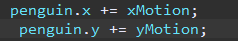 penguin.x += xMotion;
penguin.y += yMotion;